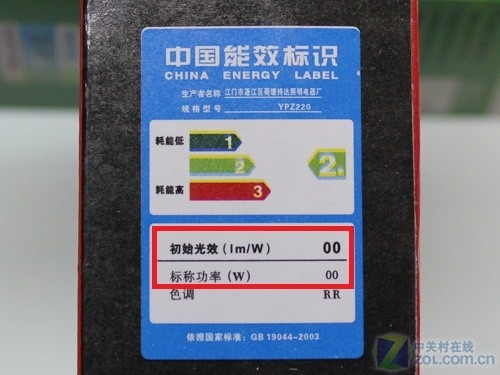 中国能效标识
CHINA ENERGY LABEL
生产者名称 江门市蓬江区荷塘特达照明电器厂
规格型号 YPZ220
耗能低
1
2
2级
耗能高
3
初始光效 (lm/W) 00
标称功率 (W) 00
色调 RR
依据国家标准: GB 19044-2003
中关村在线
zol.com.cn